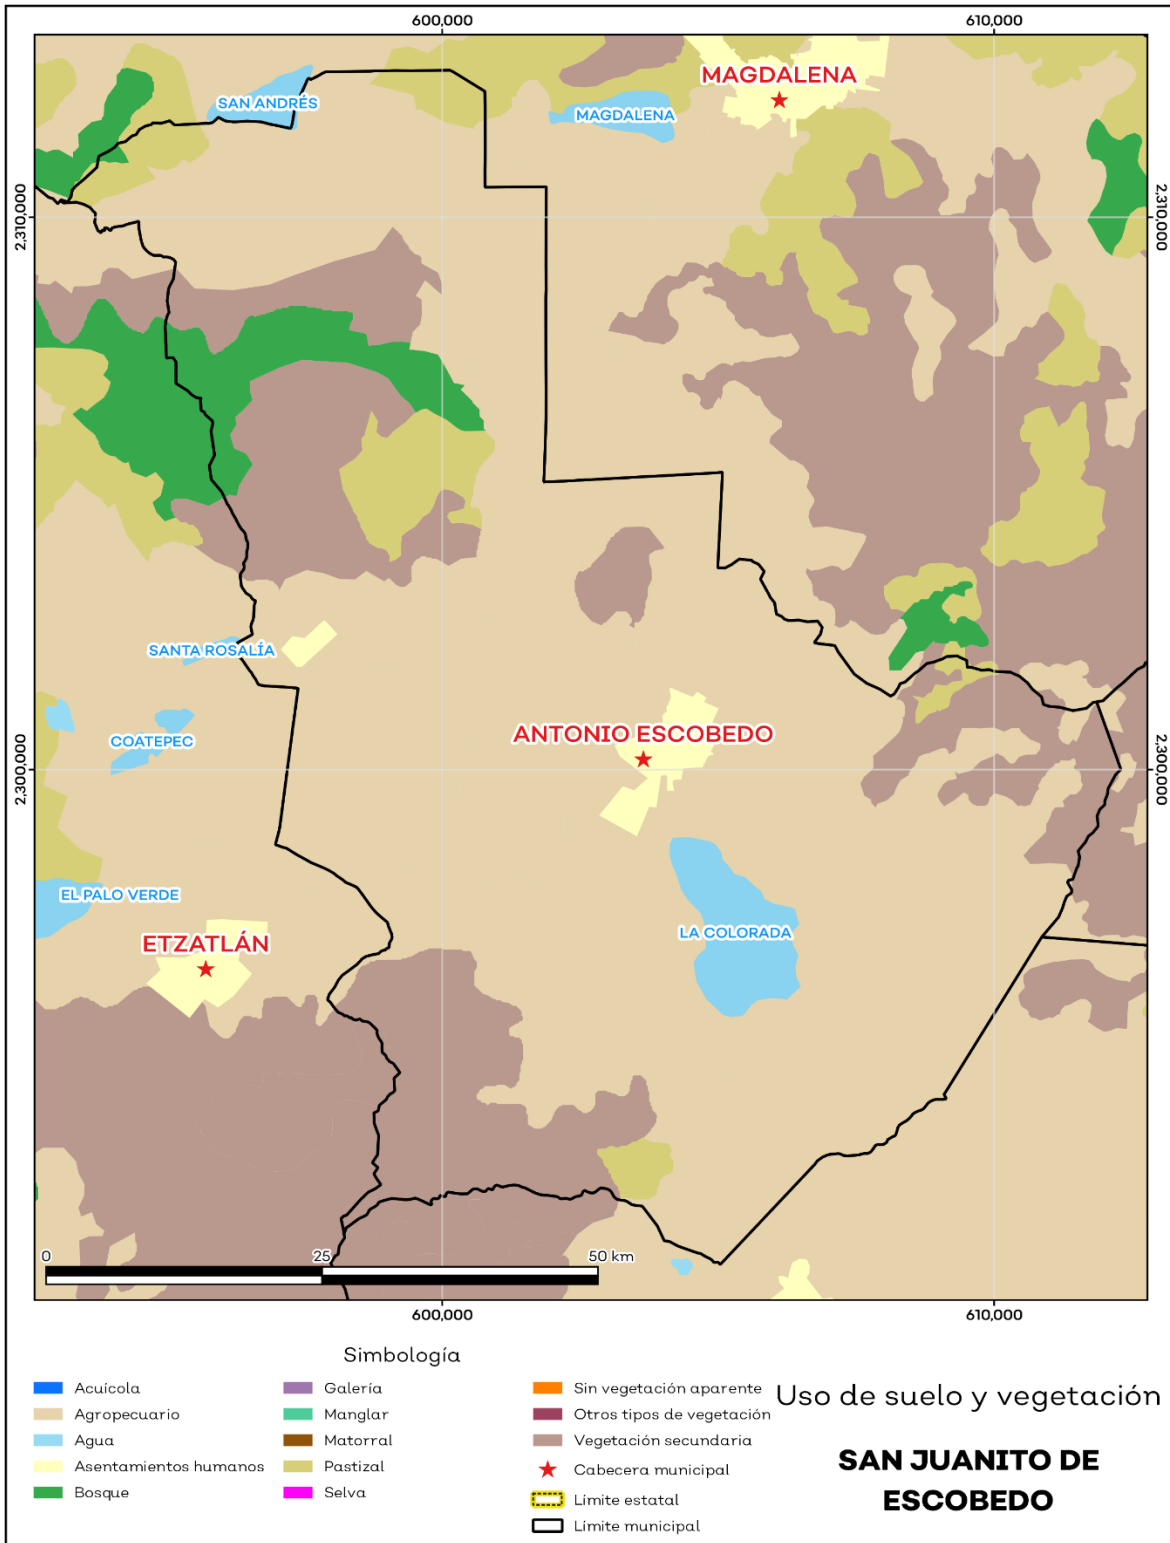 600,000
610,000
MAGDALENA
SAN ANDRÉS
MAGDALENA
2,310,000
2,310,000
SANTA ROSALÍA
COATEPEC
ANTONIO ESCOBEDO
2,300,000
2,300,000
EL PALO VERDE
ETZATLÁN
LA COLORADA
0
25
50 km
600,000
610,000
Simbología
Acuícola
Agropecuario
Agua
Asentamientos humanos
Bosque
Galería
Manglar
Matorral
Pastizal
Selva
Sin vegetación aparente
Otros tipos de vegetación
Vegetación secundaria
Cabecera municipal
Límite estatal
Límite municipal
Uso de suelo y vegetación
SAN JUANITO DE
ESCOBEDO